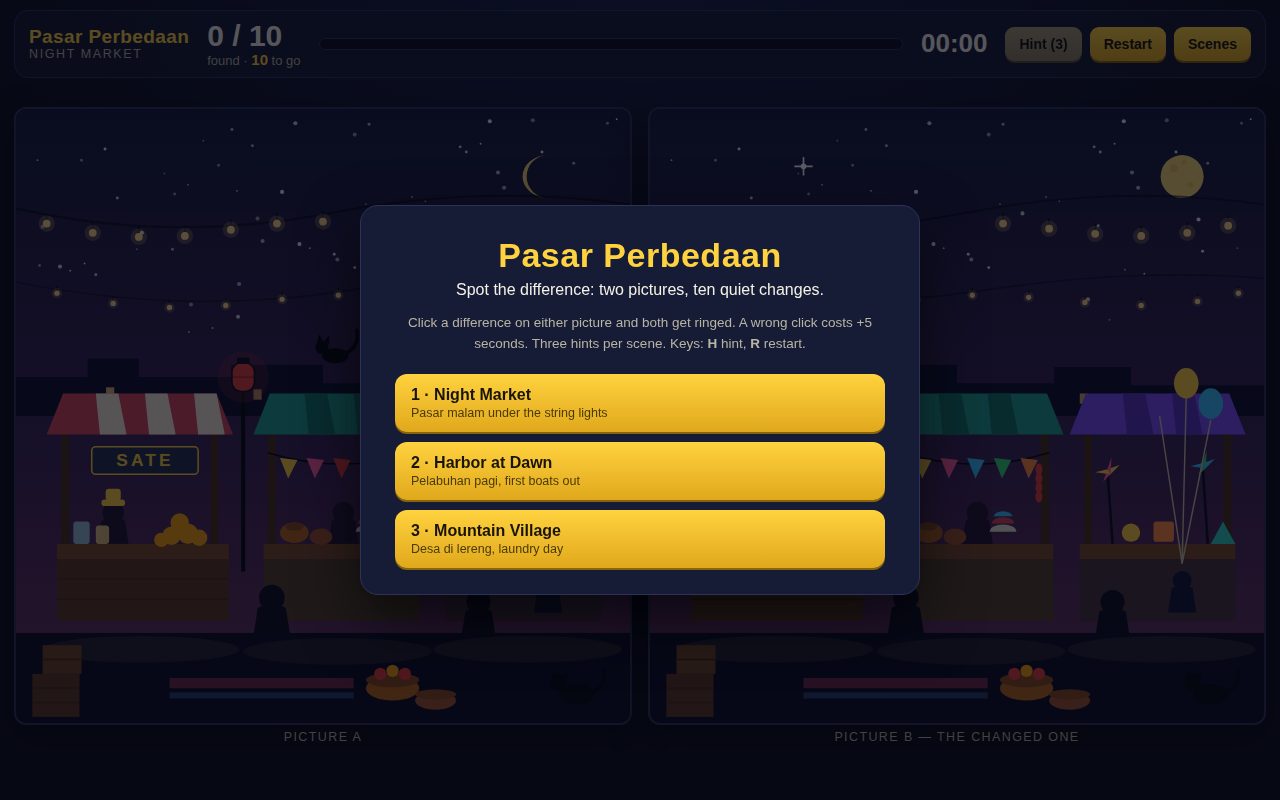 Pasar Perbedaan
NIGHT MARKET
0 / 10
found · 10 to go
00:00
Hint (3)
Restart
Scenes
SATE
Pasar Perbedaan
Spot the difference: two pictures, ten quiet changes.
Click a difference on either picture and both get ringed. A wrong click costs +5
seconds. Three hints per scene. Keys: H hint, R restart.
1 · Night Market
Pasar malam under the string lights
2 · Harbor at Dawn
Pelabuhan pagi, first boats out
3 · Mountain Village
Desa di lereng, laundry day
PICTURE A
PICTURE B — THE CHANGED ONE